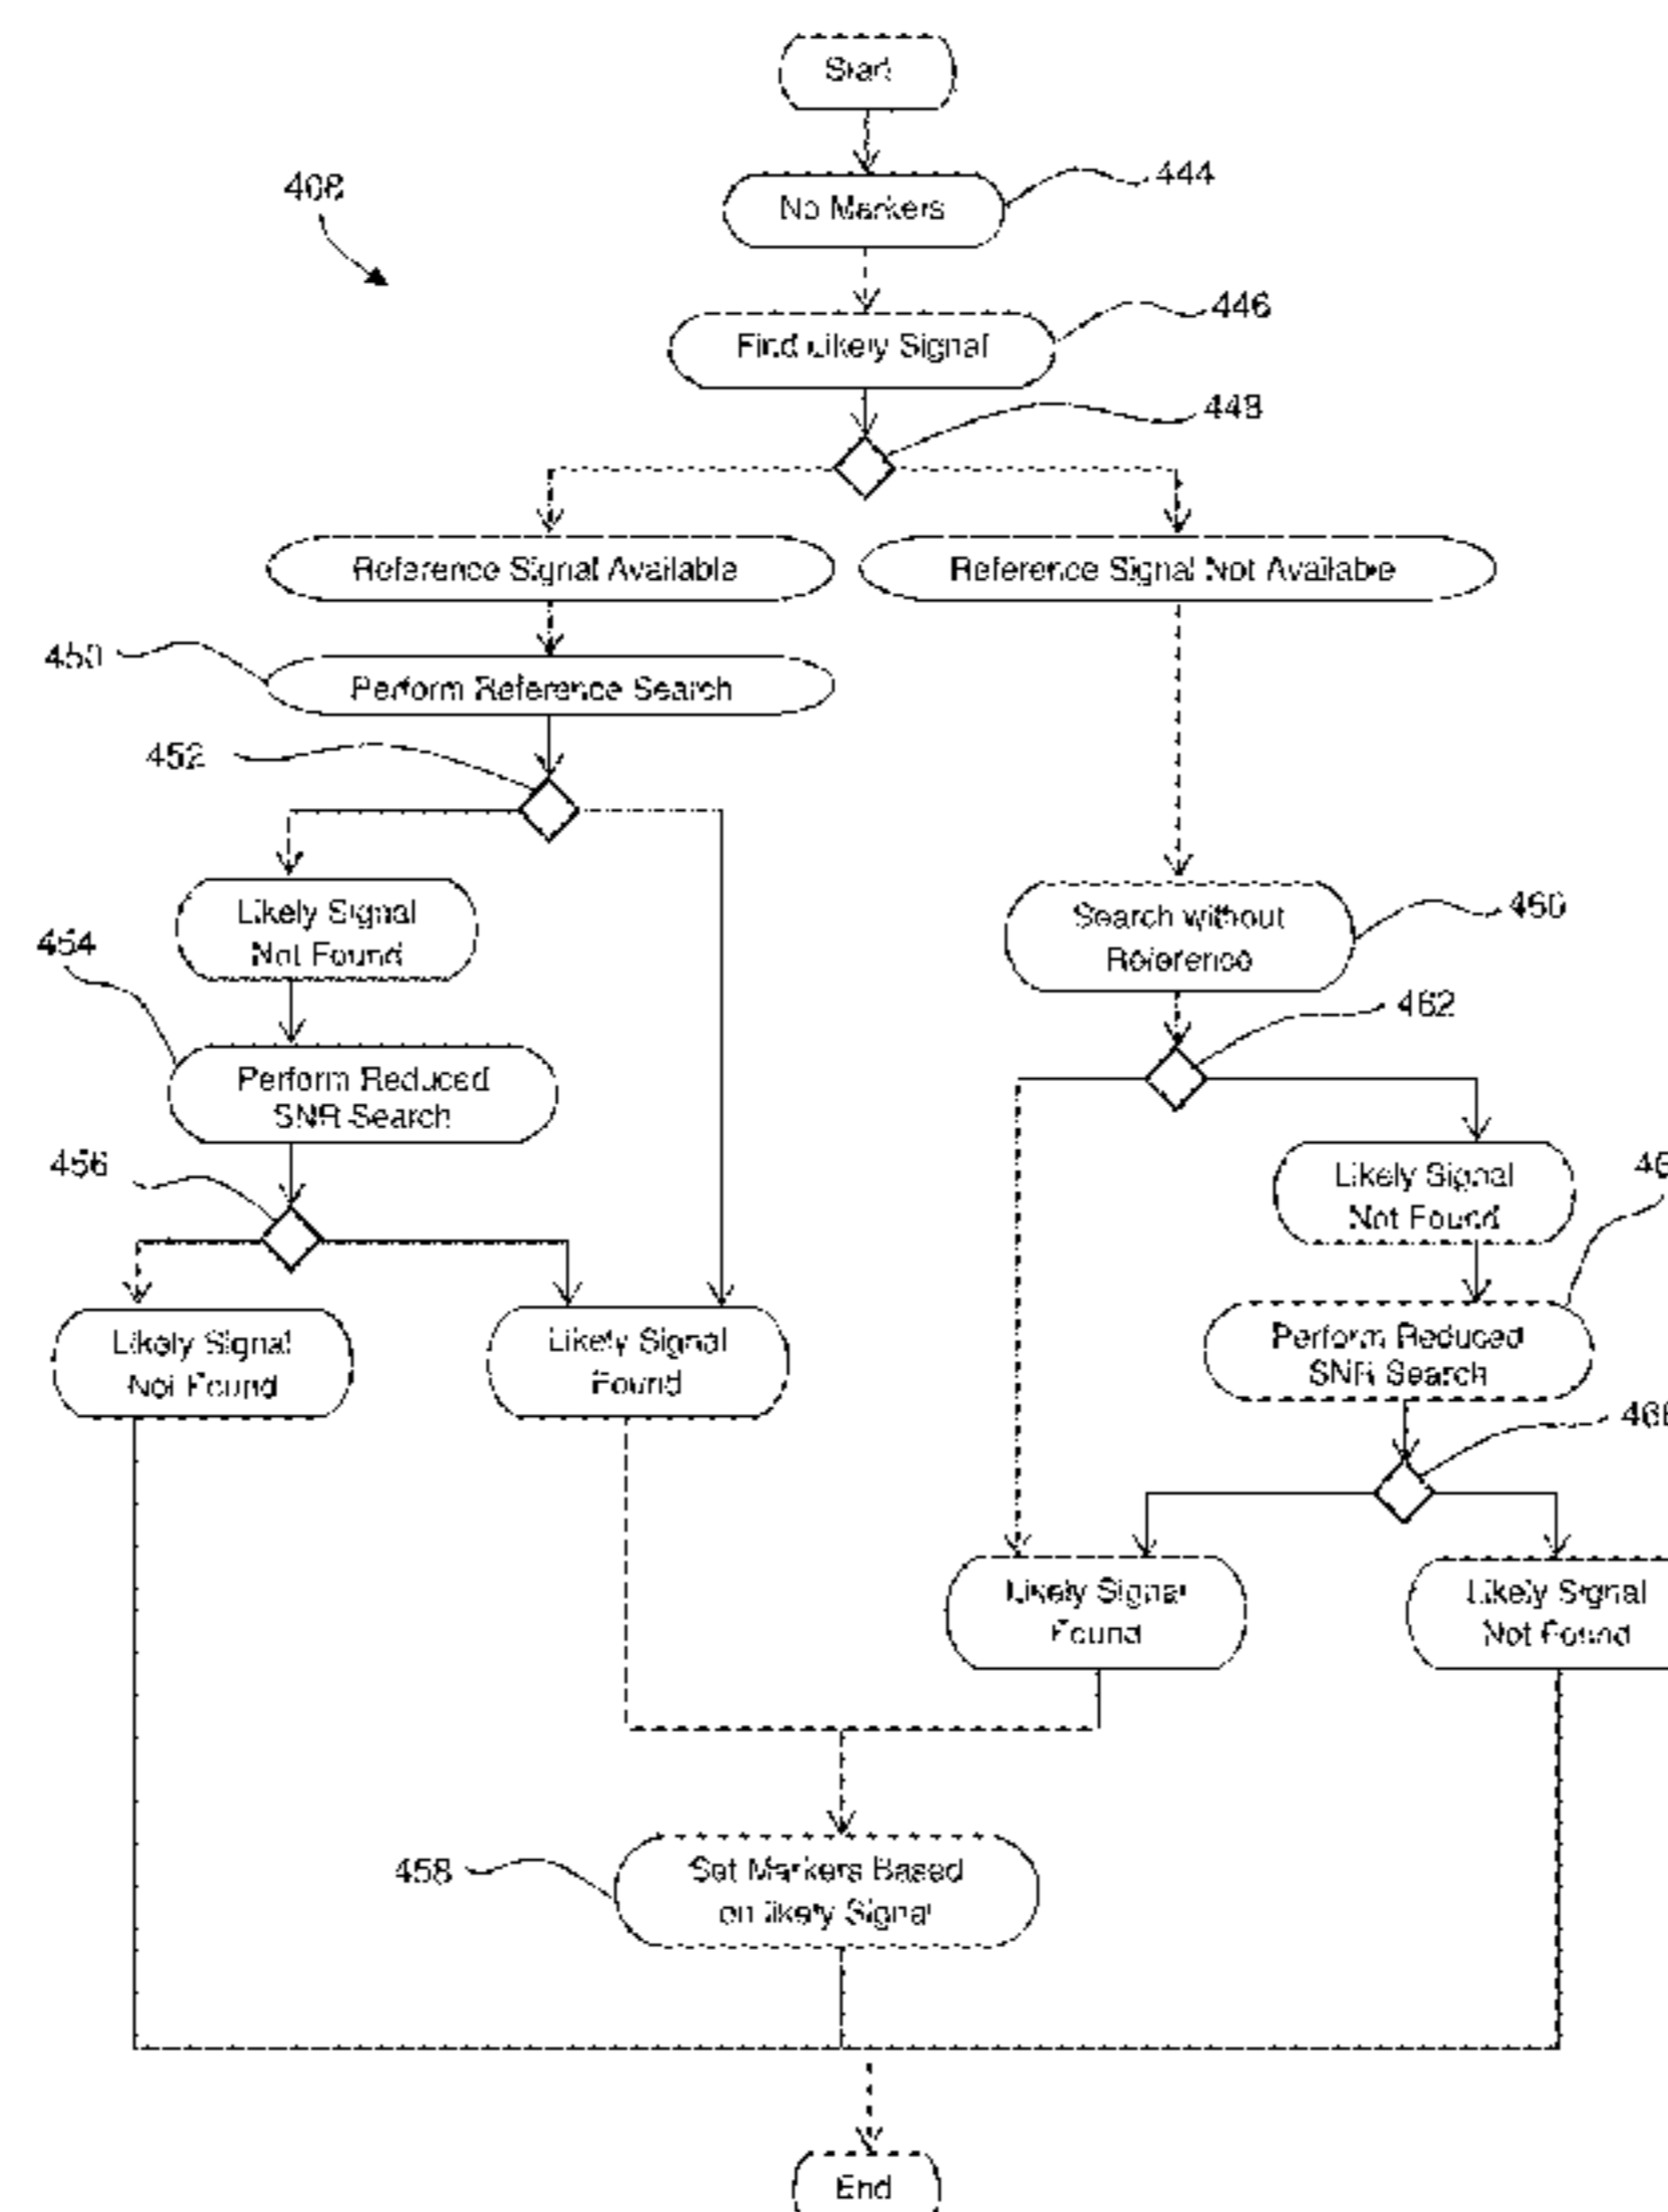 Start
408
No Markers
444
Find Likely Signal
446
448
Reference Signal Available
Reference Signal Not Available
450
Perform Reference Search
452
Likely Signal
Not Found
454
Search without
Reference
460
462
Perform Reduced
SNR Search
456
Likely Signal
Not Found
Likely Signal
Not Found
Likely Signal
Found
Perform Reduced
SNR Search
Likely Signal
Found
Likely Signal
Not Found
458
Set Markers Based
on likely Signal
End